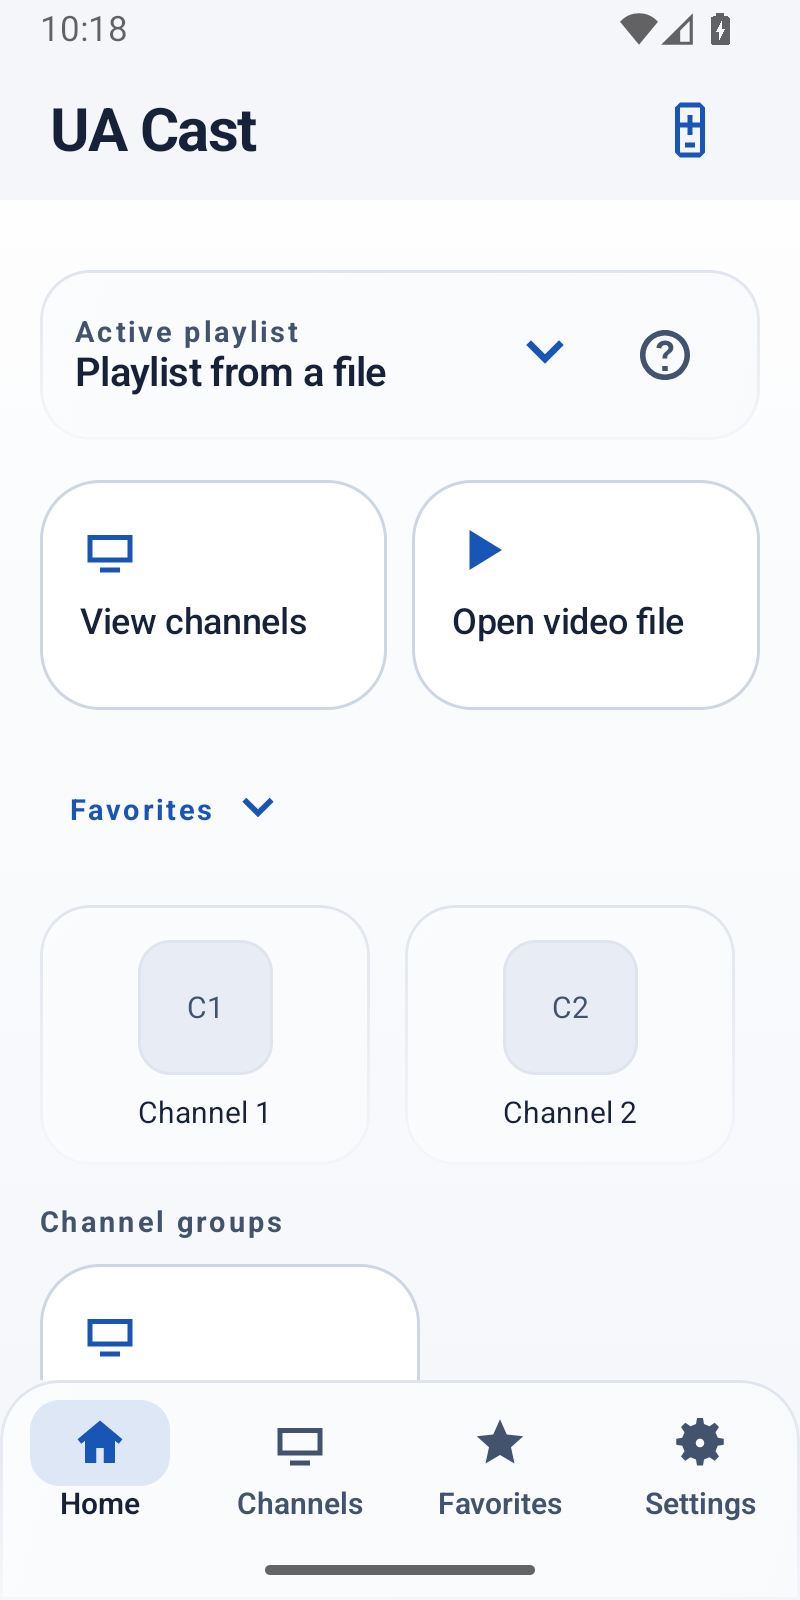 10:18
UA Cast
Active playlist
Playlist from a file
View channels
Open video file
Favorites
C1
C2
Channel 1
Channel 2
Channel groups
Home
Channels
Favorites
Settings